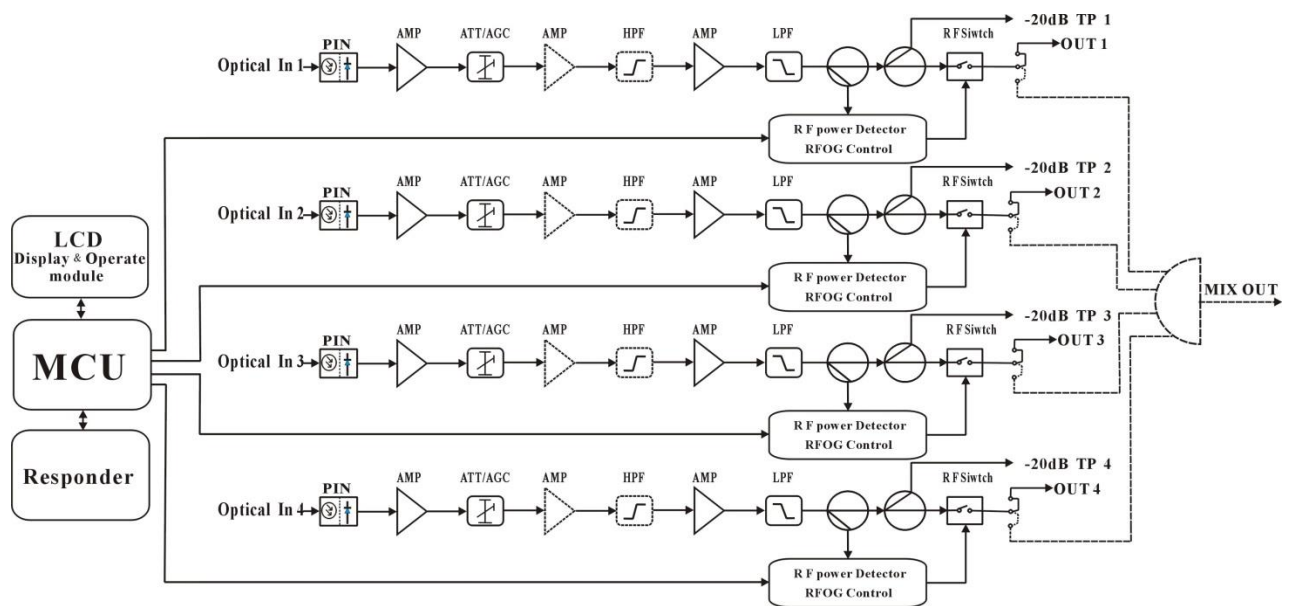 -20dB TP 1
AMP ATT/AGC AMP HPF AMP LPF RFSiwtch
PIN
OUT 1
Optical In 1
RF power Detector
RFOG Control
-20dB TP 2
AMP ATT/AGC AMP HPF AMP LPF RFSiwtch
PIN
OUT 2
Optical In 2
LCD
Display & Operate
module
RF power Detector
RFOG Control
MIX OUT
-20dB TP 3
AMP ATT/AGC AMP HPF AMP LPF RFSiwtch
PIN
OUT 3
MCU
Optical In 3
RF power Detector
RFOG Control
Responder
-20dB TP 4
AMP ATT/AGC AMP HPF AMP LPF RFSiwtch
PIN
OUT 4
Optical In 4
RF power Detector
RFOG Control